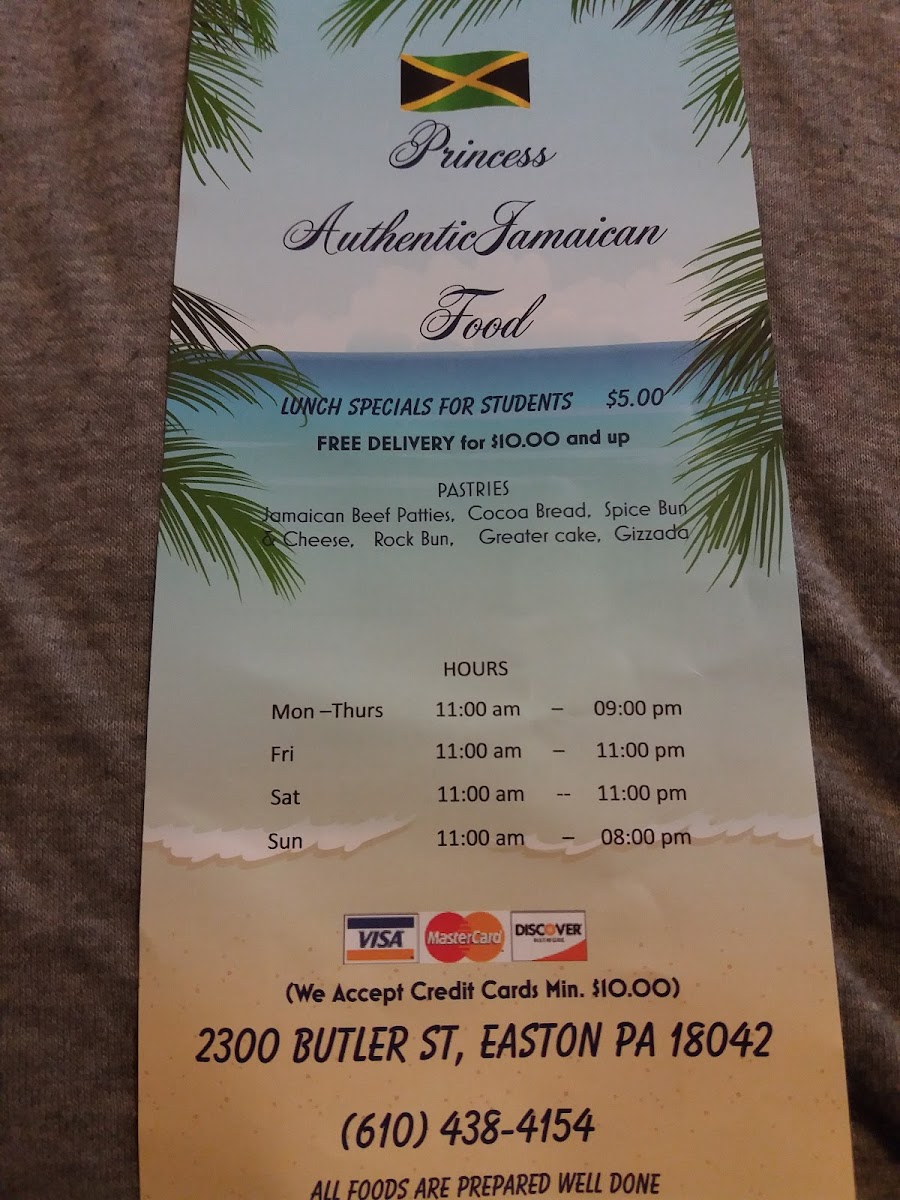 Princess
Authentic Jamaican
Food
LUNCH SPECIALS FOR STUDENTS $5.00
FREE DELIVERY for $10.00 and up
PASTRIES
Jamaican Beef Patties, Cocoa Bread, Spice Bun
& Cheese, Rock Bun, Greater cake, Gizzada
HOURS
Mon –Thurs 11:00 am – 09:00 pm
Fri 11:00 am – 11:00 pm
Sat 11:00 am -- 11:00 pm
Sun 11:00 am – 08:00 pm
VISA MasterCard DISCOVER
NETWORK
(We Accept Credit Cards Min. $10.00)
2300 BUTLER ST, EASTON PA 18042
(610) 438-4154
ALL FOODS ARE PREPARED WELL DONE